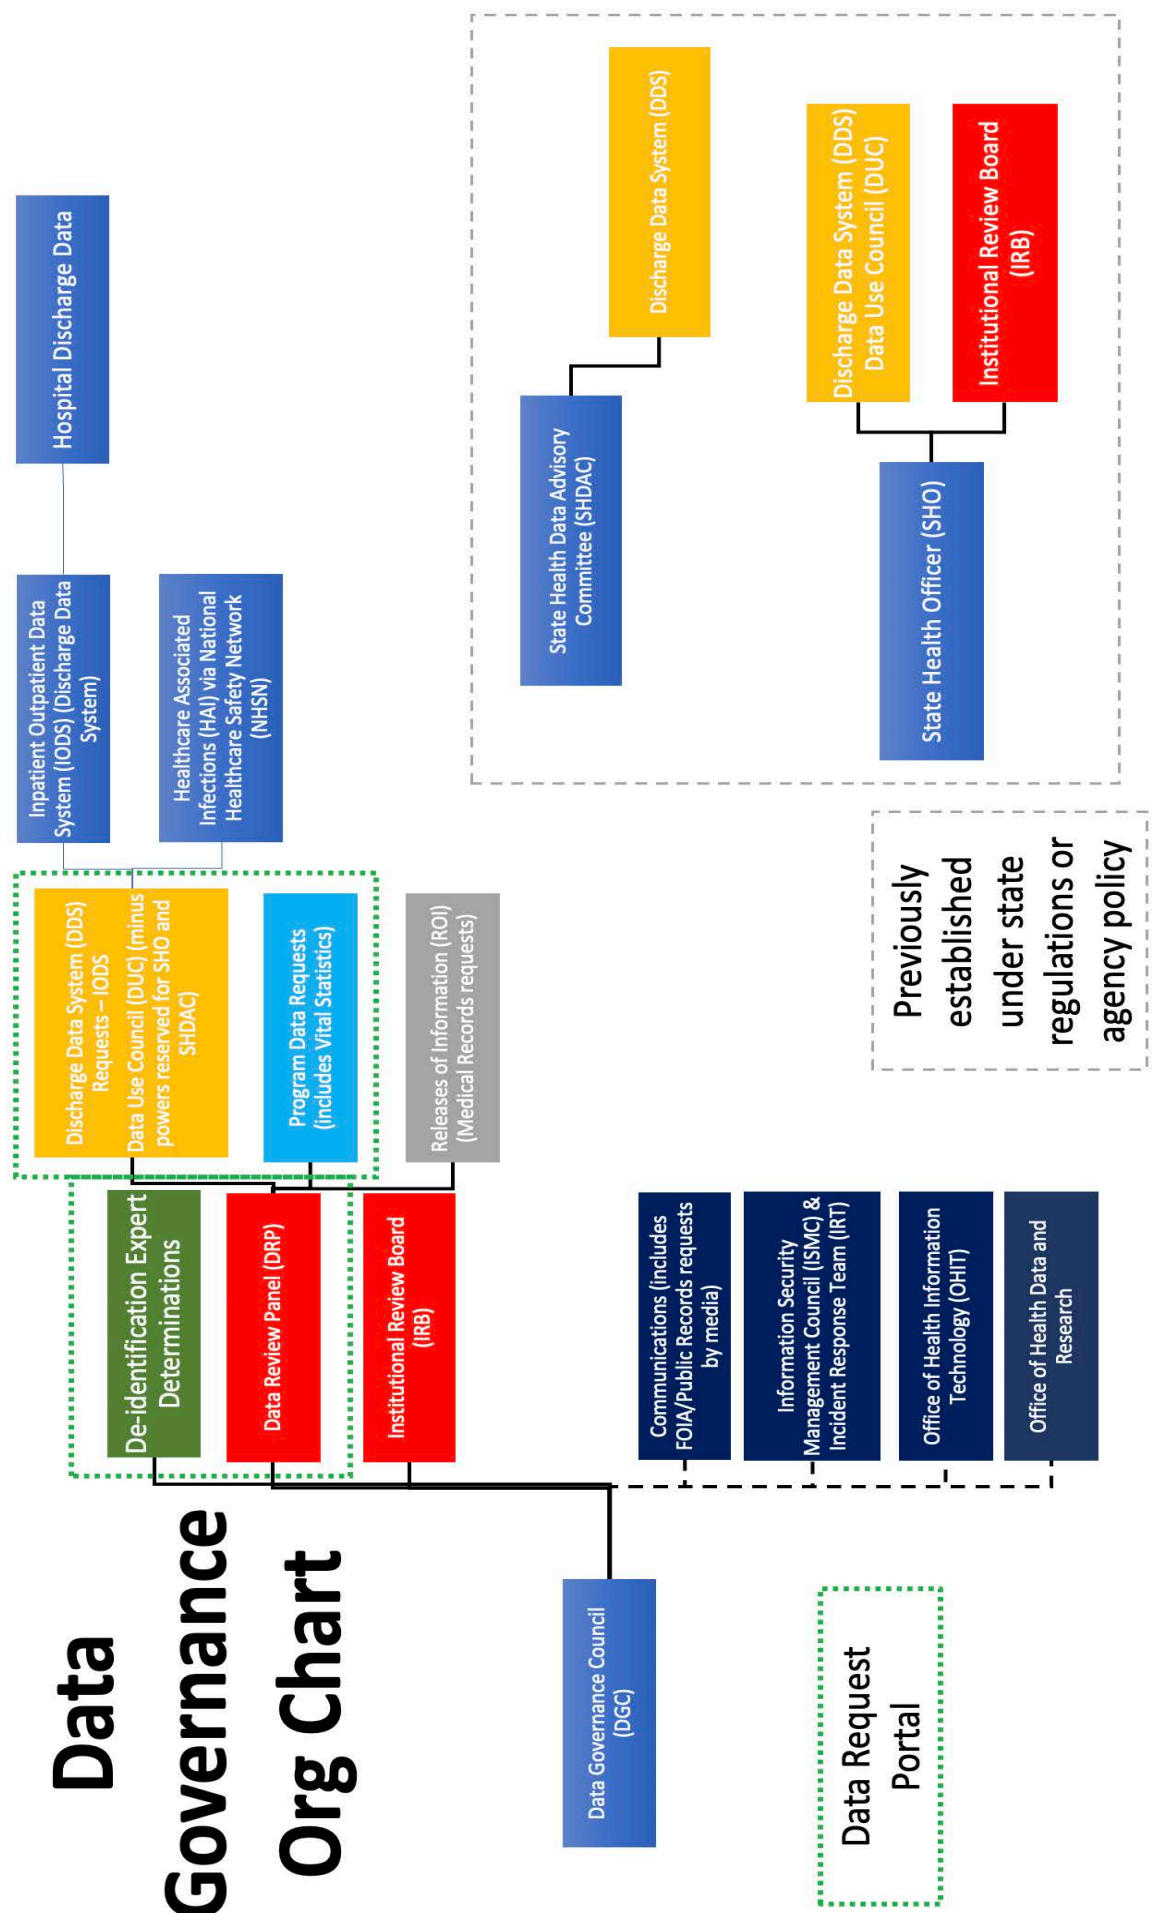 Data
Governance
Org Chart
Data Governance Council
(DGC)
De-identification Expert
Determinations
Data Review Panel (DRP)
Institutional Review Board
(IRB)
Communications (includes
FOIA/Public Records requests
by media)
Information Security
Management Council (ISMC) &
Incident Response Team (IRT)
Office of Health Information
Technology (OHIT)
Office of Health Data and
Research
Discharge Data System (DDS)
Requests – IODS
Data Use Council (DUC) (minus
powers reserved for SHO and
SHDAC)
Program Data Requests
(includes Vital Statistics)
Releases of Information (ROI)
(Medical Records requests)
Inpatient Outpatient Data
System (IODS) (Discharge Data
System)
Healthcare Associated
Infections (HAI) via National
Healthcare Safety Network
(NHSN)
Hospital Discharge Data
Data Request
Portal
Previously
established
under state
regulations or
agency policy
State Health Data Advisory
Committee (SHDAC)
Discharge Data System (DDS)
State Health Officer (SHO)
Discharge Data System (DDS)
Data Use Council (DUC)
Institutional Review Board
(IRB)